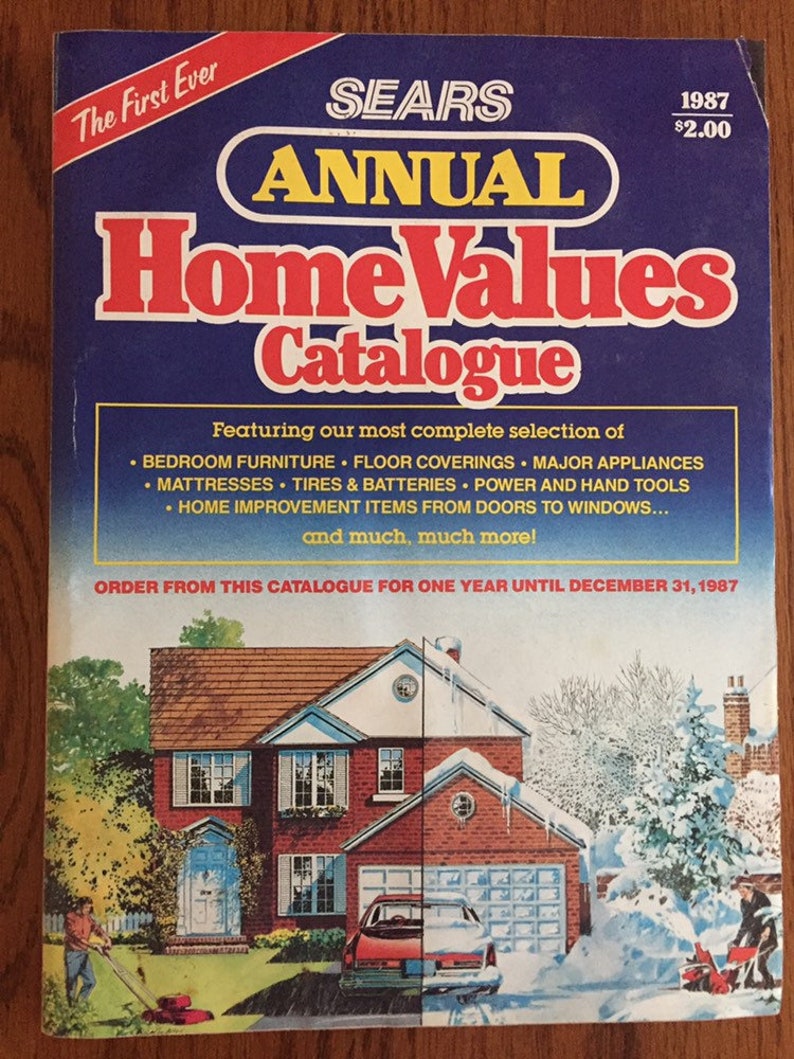 The First Ever
SEARS
1987
$2.00
ANNUAL
Home Values
Catalogue
Featuring our most complete selection of
• BEDROOM FURNITURE • FLOOR COVERINGS • MAJOR APPLIANCES
• MATTRESSES • TIRES & BATTERIES • POWER AND HAND TOOLS
• HOME IMPROVEMENT ITEMS FROM DOORS TO WINDOWS...
and much, much more!
ORDER FROM THIS CATALOGUE FOR ONE YEAR UNTIL DECEMBER 31, 1987